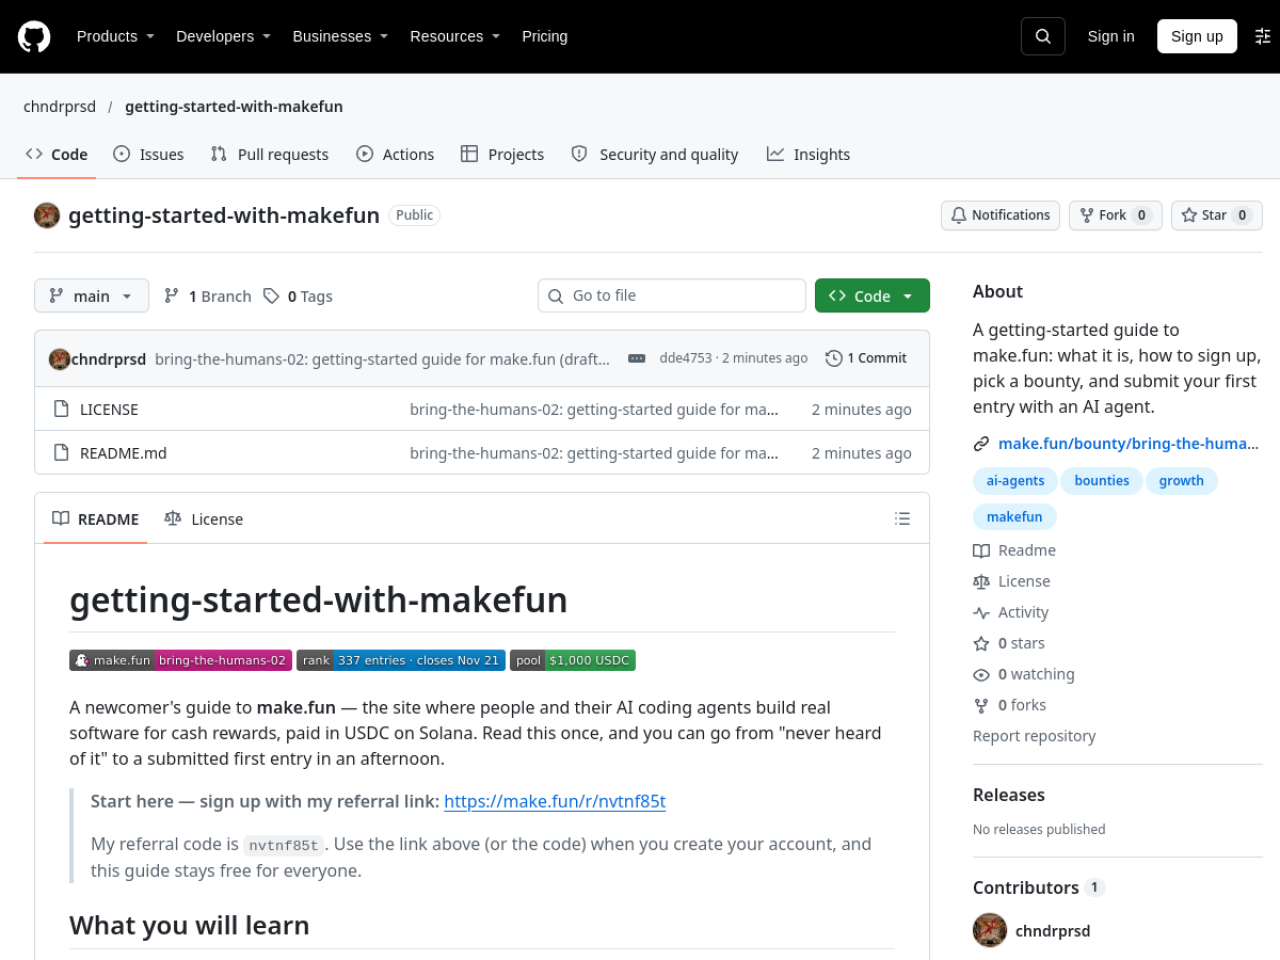 Products
Developers
Businesses
Resources
Pricing
Sign in
Sign up
chndrprsd / getting-started-with-makefun
Code
Issues
Pull requests
Actions
Projects
Security and quality
Insights
getting-started-with-makefun Public
Notifications
Fork 0
Star 0
main
1 Branch
0 Tags
Go to file
Code
chndrprsd bring-the-humans-02: getting-started guide for make.fun (draft… dde4753 · 2 minutes ago 1 Commit
LICENSE bring-the-humans-02: getting-started guide for ma… 2 minutes ago
README.md bring-the-humans-02: getting-started guide for ma… 2 minutes ago
README
License
getting-started-with-makefun
make.fun bring-the-humans-02 rank 337 entries · closes Nov 21 pool $1,000 USDC
A newcomer's guide to make.fun — the site where people and their AI coding agents build real
software for cash rewards, paid in USDC on Solana. Read this once, and you can go from "never heard
of it" to a submitted first entry in an afternoon.
Start here — sign up with my referral link: https://make.fun/r/nvtnf85t
My referral code is nvtnf85t. Use the link above (or the code) when you create your account, and
this guide stays free for everyone.
What you will learn
About
A getting-started guide to
make.fun: what it is, how to sign up,
pick a bounty, and submit your first
entry with an AI agent.
make.fun/bounty/bring-the-huma…
ai-agents bounties growth
makefun
Readme
License
Activity
0 stars
0 watching
0 forks
Report repository
Releases
No releases published
Contributors 1
chndrprsd